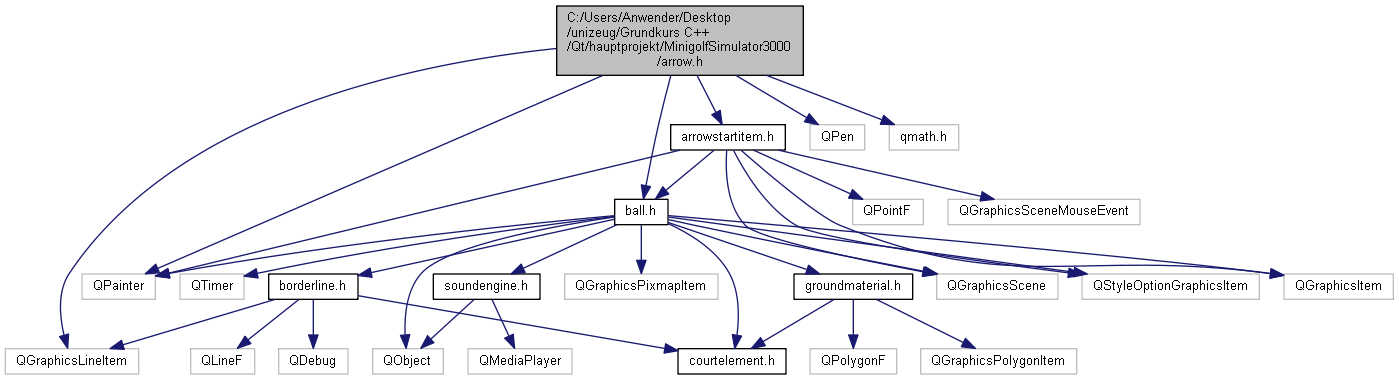 C:/Users/Anwender/Desktop
/unizeug/Grundkurs C++
/Qt/hauptprojekt/MinigolfSimulator3000
/arrow.h
arrowstartitem.h
QPen
qmath.h
ball.h
QPointF
QGraphicsSceneMouseEvent
QPainter
QTimer
borderline.h
soundengine.h
QGraphicsPixmapItem
groundmaterial.h
QGraphicsScene
QStyleOptionGraphicsItem
QGraphicsItem
QGraphicsLineItem
QLineF
QDebug
QObject
QMediaPlayer
courtelement.h
QPolygonF
QGraphicsPolygonItem